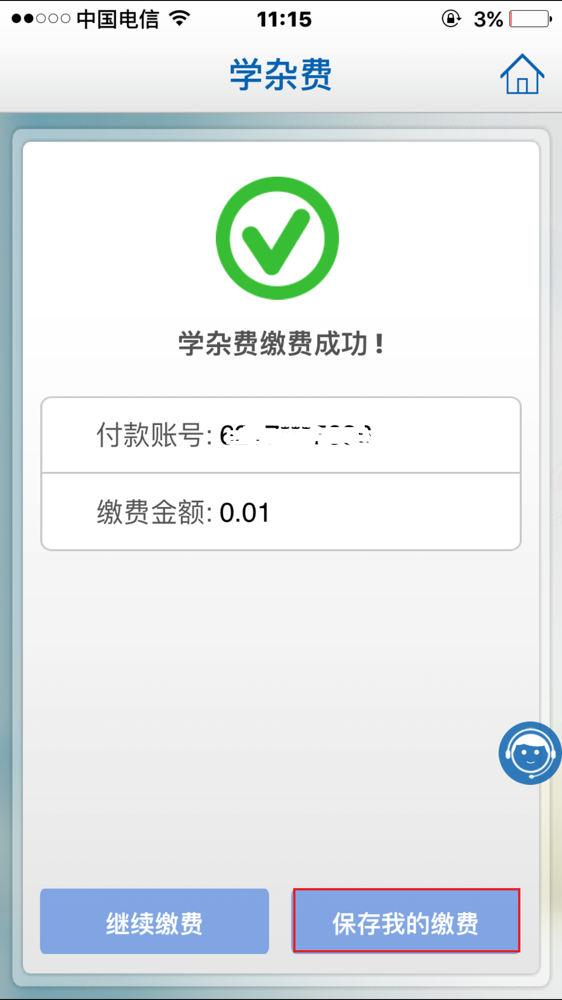 中国电信 11:15 3%
学杂费
学杂费缴费成功！
付款账号:
缴费金额: 0.01
继续缴费 保存我的缴费